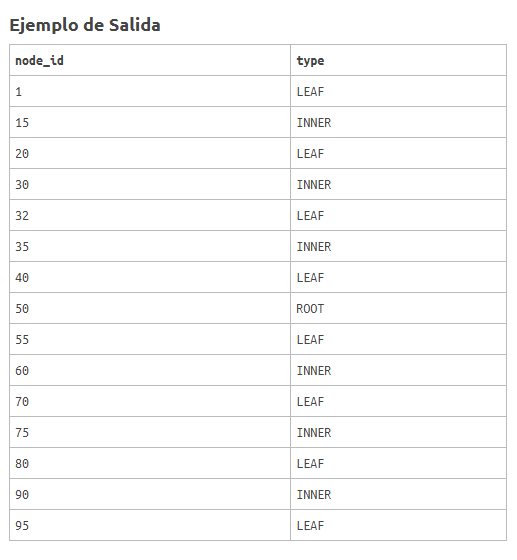 Ejemplo de Salida
node_id type
1 LEAF
15 INNER
20 LEAF
30 INNER
32 LEAF
35 INNER
40 LEAF
50 ROOT
55 LEAF
60 INNER
70 LEAF
75 INNER
80 LEAF
90 INNER
95 LEAF